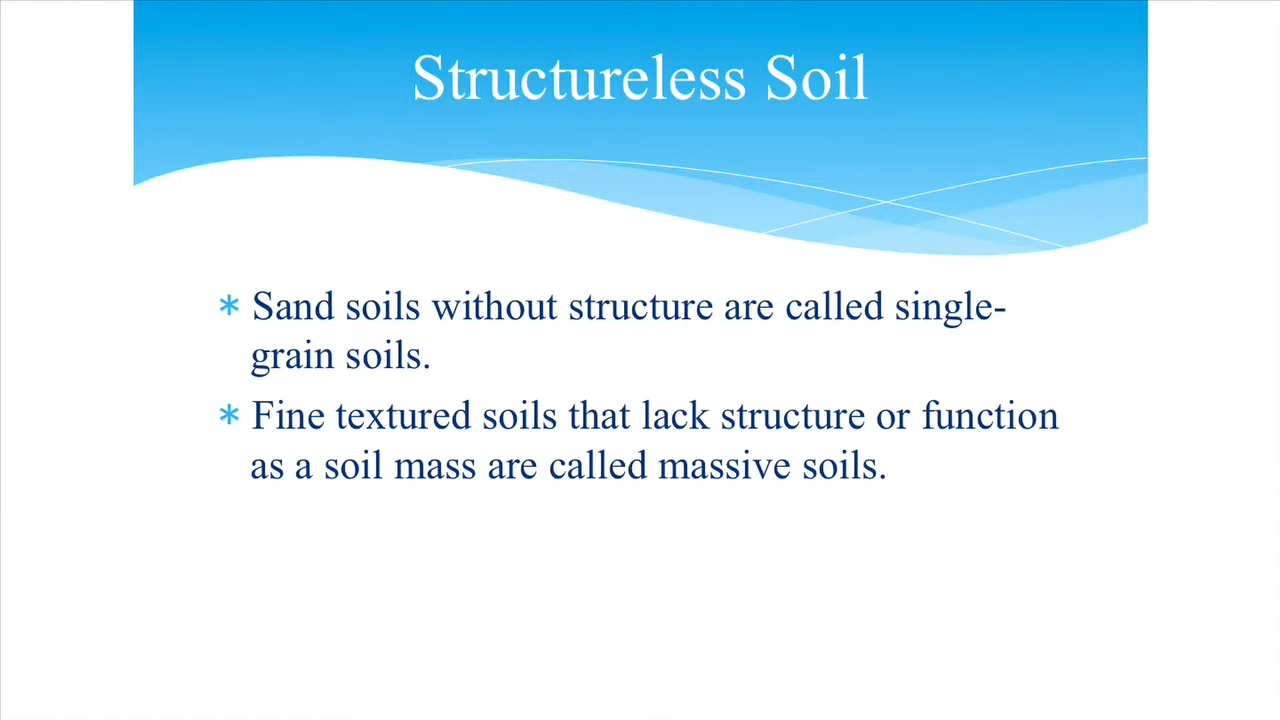 Structureless Soil
* Sand soils without structure are called single-
grain soils.
* Fine textured soils that lack structure or function
as a soil mass are called massive soils.